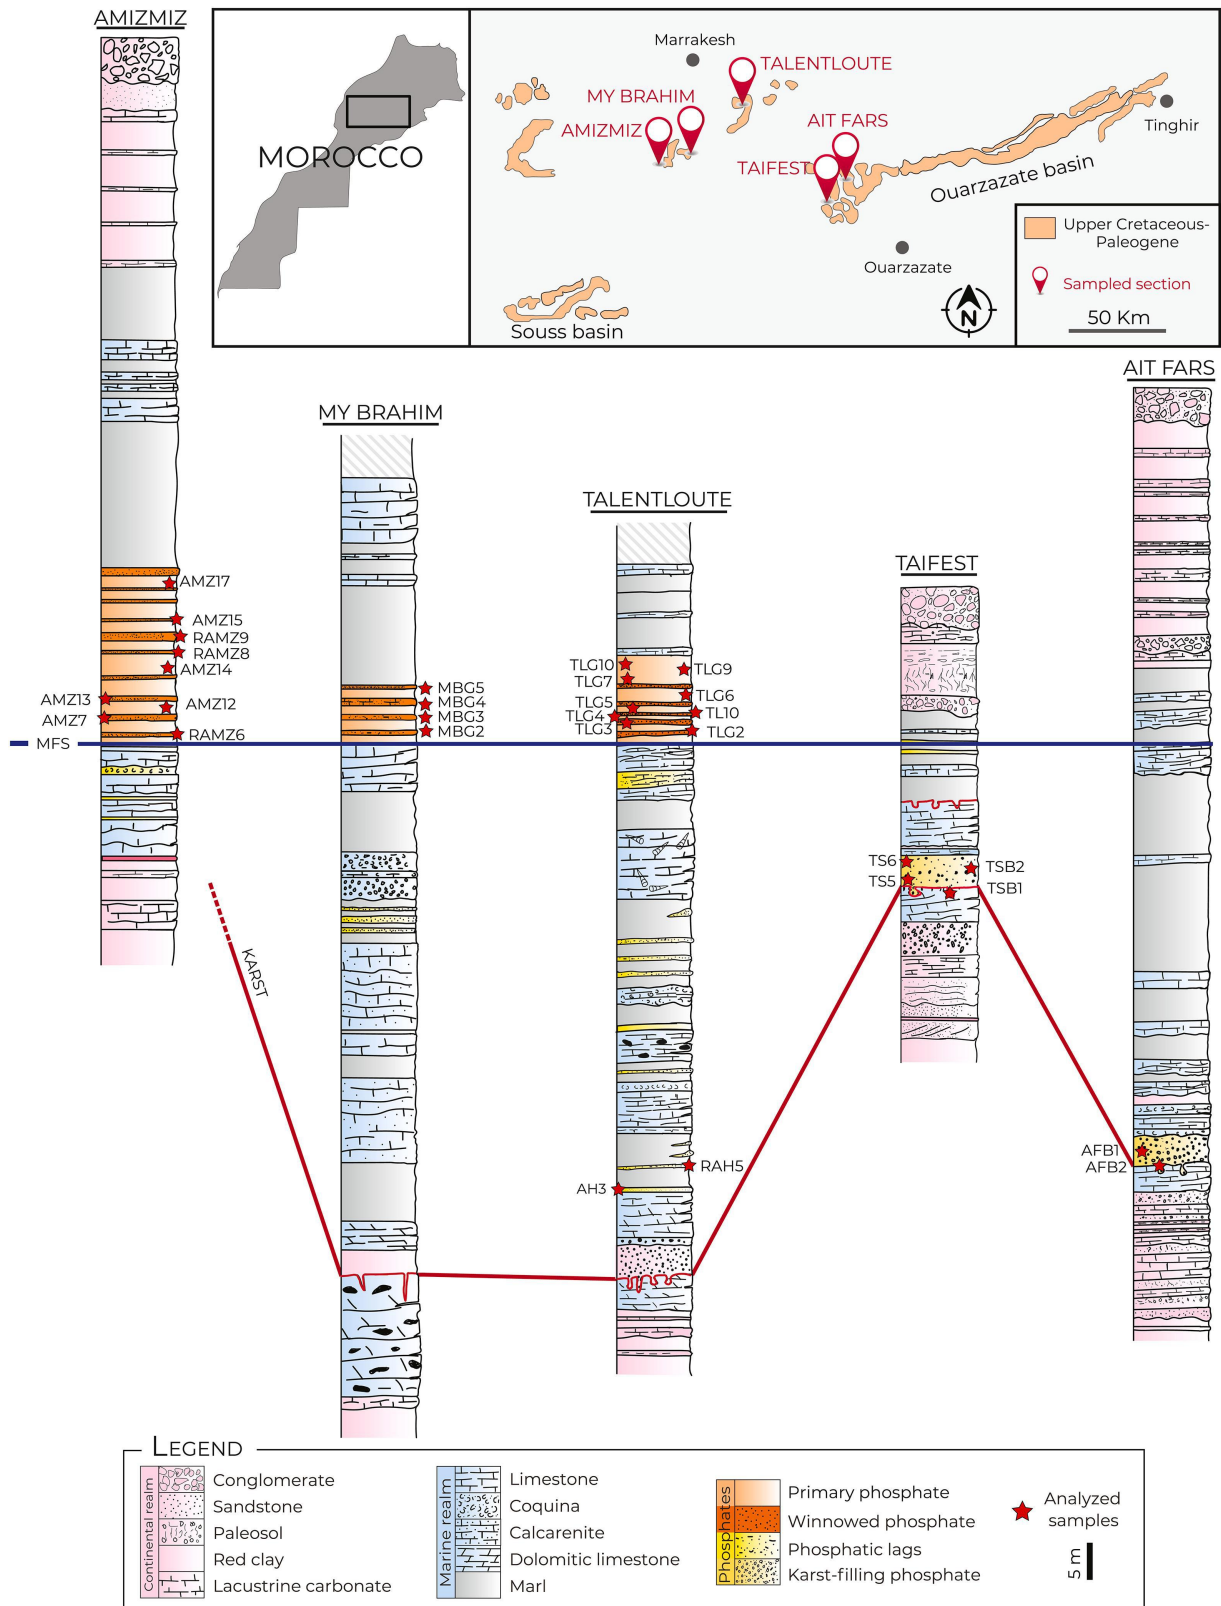 AMIZMIZ
MOROCCO
Marrakesh
TALENTLOUTE
MY BRAHIM
AMIZMIZ
AIT FARS
TAIFEST
Tinghir
Ouarzazate basin
Ouarzazate
Souss basin
N
Upper Cretaceous-
Paleogene
Sampled section
50 Km
MY BRAHIM
TALENTLOUTE
TAIFEST
AIT FARS
AMZ17
AMZ15
RAMZ9
RAMZ8
AMZ14
AMZ13
AMZ12
AMZ7
RAMZ6
MFS
MBG5
MBG4
MBG3
MBG2
TLG10
TLG9
TLG7
TLG6
TLG5
TLG4
TL10
TLG3
TLG2
TS6
TSB2
TS5
TSB1
KARST
RAH5
AH3
AFB1
AFB2
LEGEND
Continental realm
Conglomerate
Sandstone
Paleosol
Red clay
Lacustrine carbonate
Marine realm
Limestone
Coquina
Calcarenite
Dolomitic limestone
Marl
Phosphates
Primary phosphate
Winnowed phosphate
Phosphatic lags
Karst-filling phosphate
Analyzed
samples
5 m